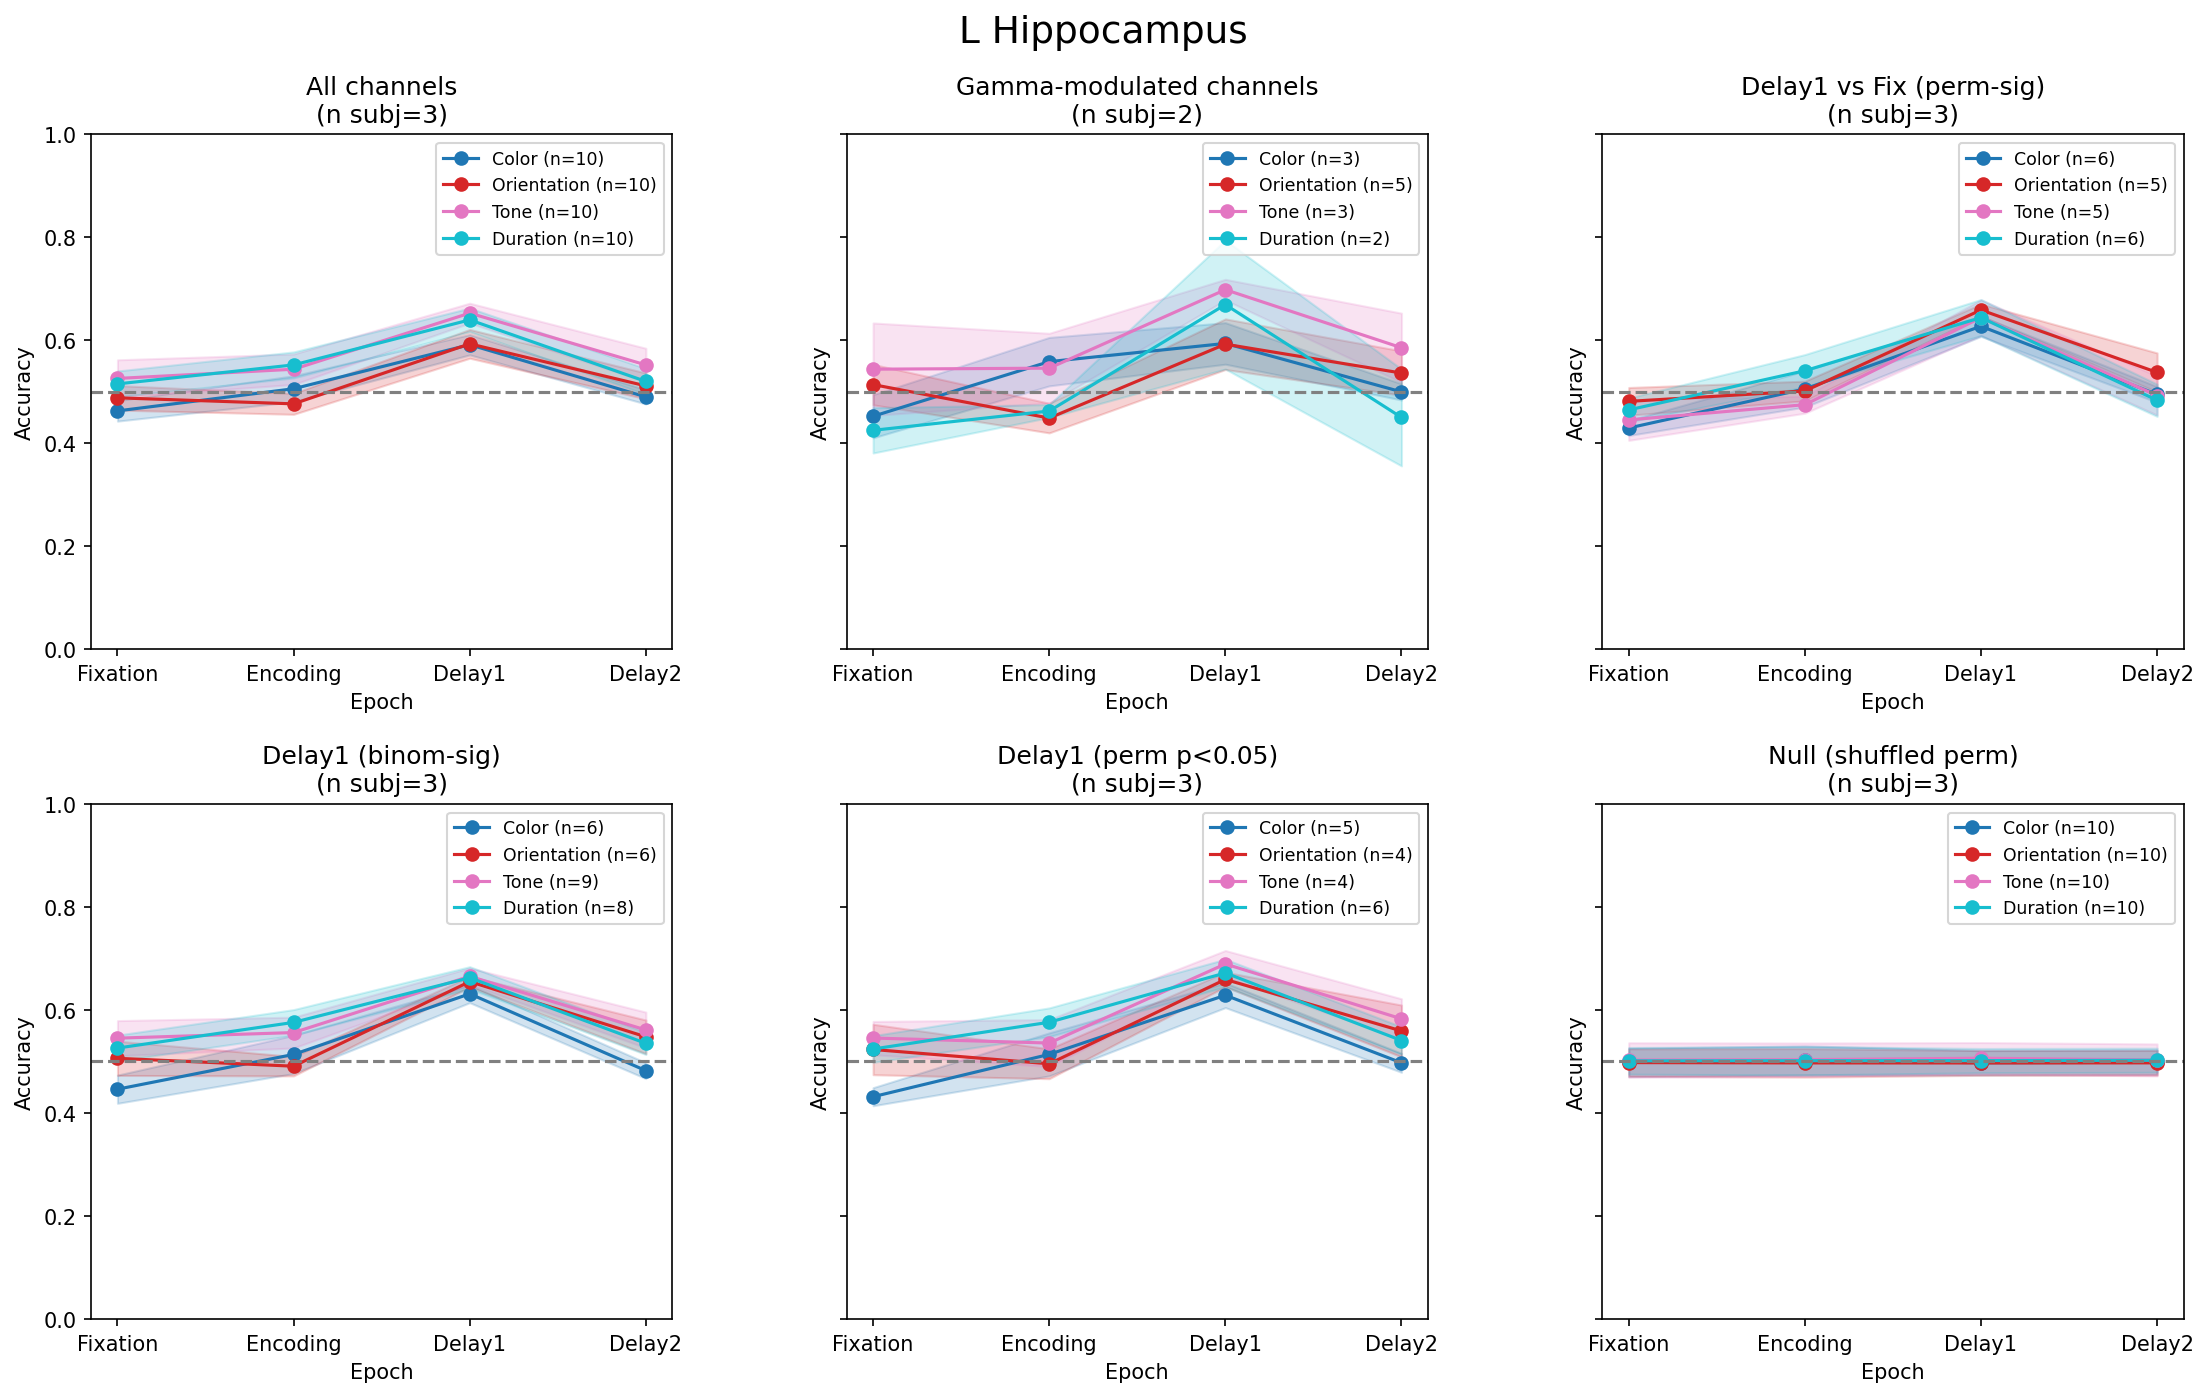 L Hippocampus
All channels
(n subj=3)
Accuracy
1.0
0.8
0.6
0.4
0.2
0.0
Color (n=10)
Orientation (n=10)
Tone (n=10)
Duration (n=10)
Fixation Encoding Delay1 Delay2
Epoch
Gamma-modulated channels
(n subj=2)
Accuracy
Color (n=3)
Orientation (n=5)
Tone (n=3)
Duration (n=2)
Fixation Encoding Delay1 Delay2
Epoch
Delay1 vs Fix (perm-sig)
(n subj=3)
Accuracy
Color (n=6)
Orientation (n=5)
Tone (n=5)
Duration (n=6)
Fixation Encoding Delay1 Delay2
Epoch
Delay1 (binom-sig)
(n subj=3)
Accuracy
1.0
0.8
0.6
0.4
0.2
0.0
Color (n=6)
Orientation (n=6)
Tone (n=9)
Duration (n=8)
Fixation Encoding Delay1 Delay2
Epoch
Delay1 (perm p<0.05)
(n subj=3)
Accuracy
Color (n=5)
Orientation (n=4)
Tone (n=4)
Duration (n=6)
Fixation Encoding Delay1 Delay2
Epoch
Null (shuffled perm)
(n subj=3)
Accuracy
Color (n=10)
Orientation (n=10)
Tone (n=10)
Duration (n=10)
Fixation Encoding Delay1 Delay2
Epoch